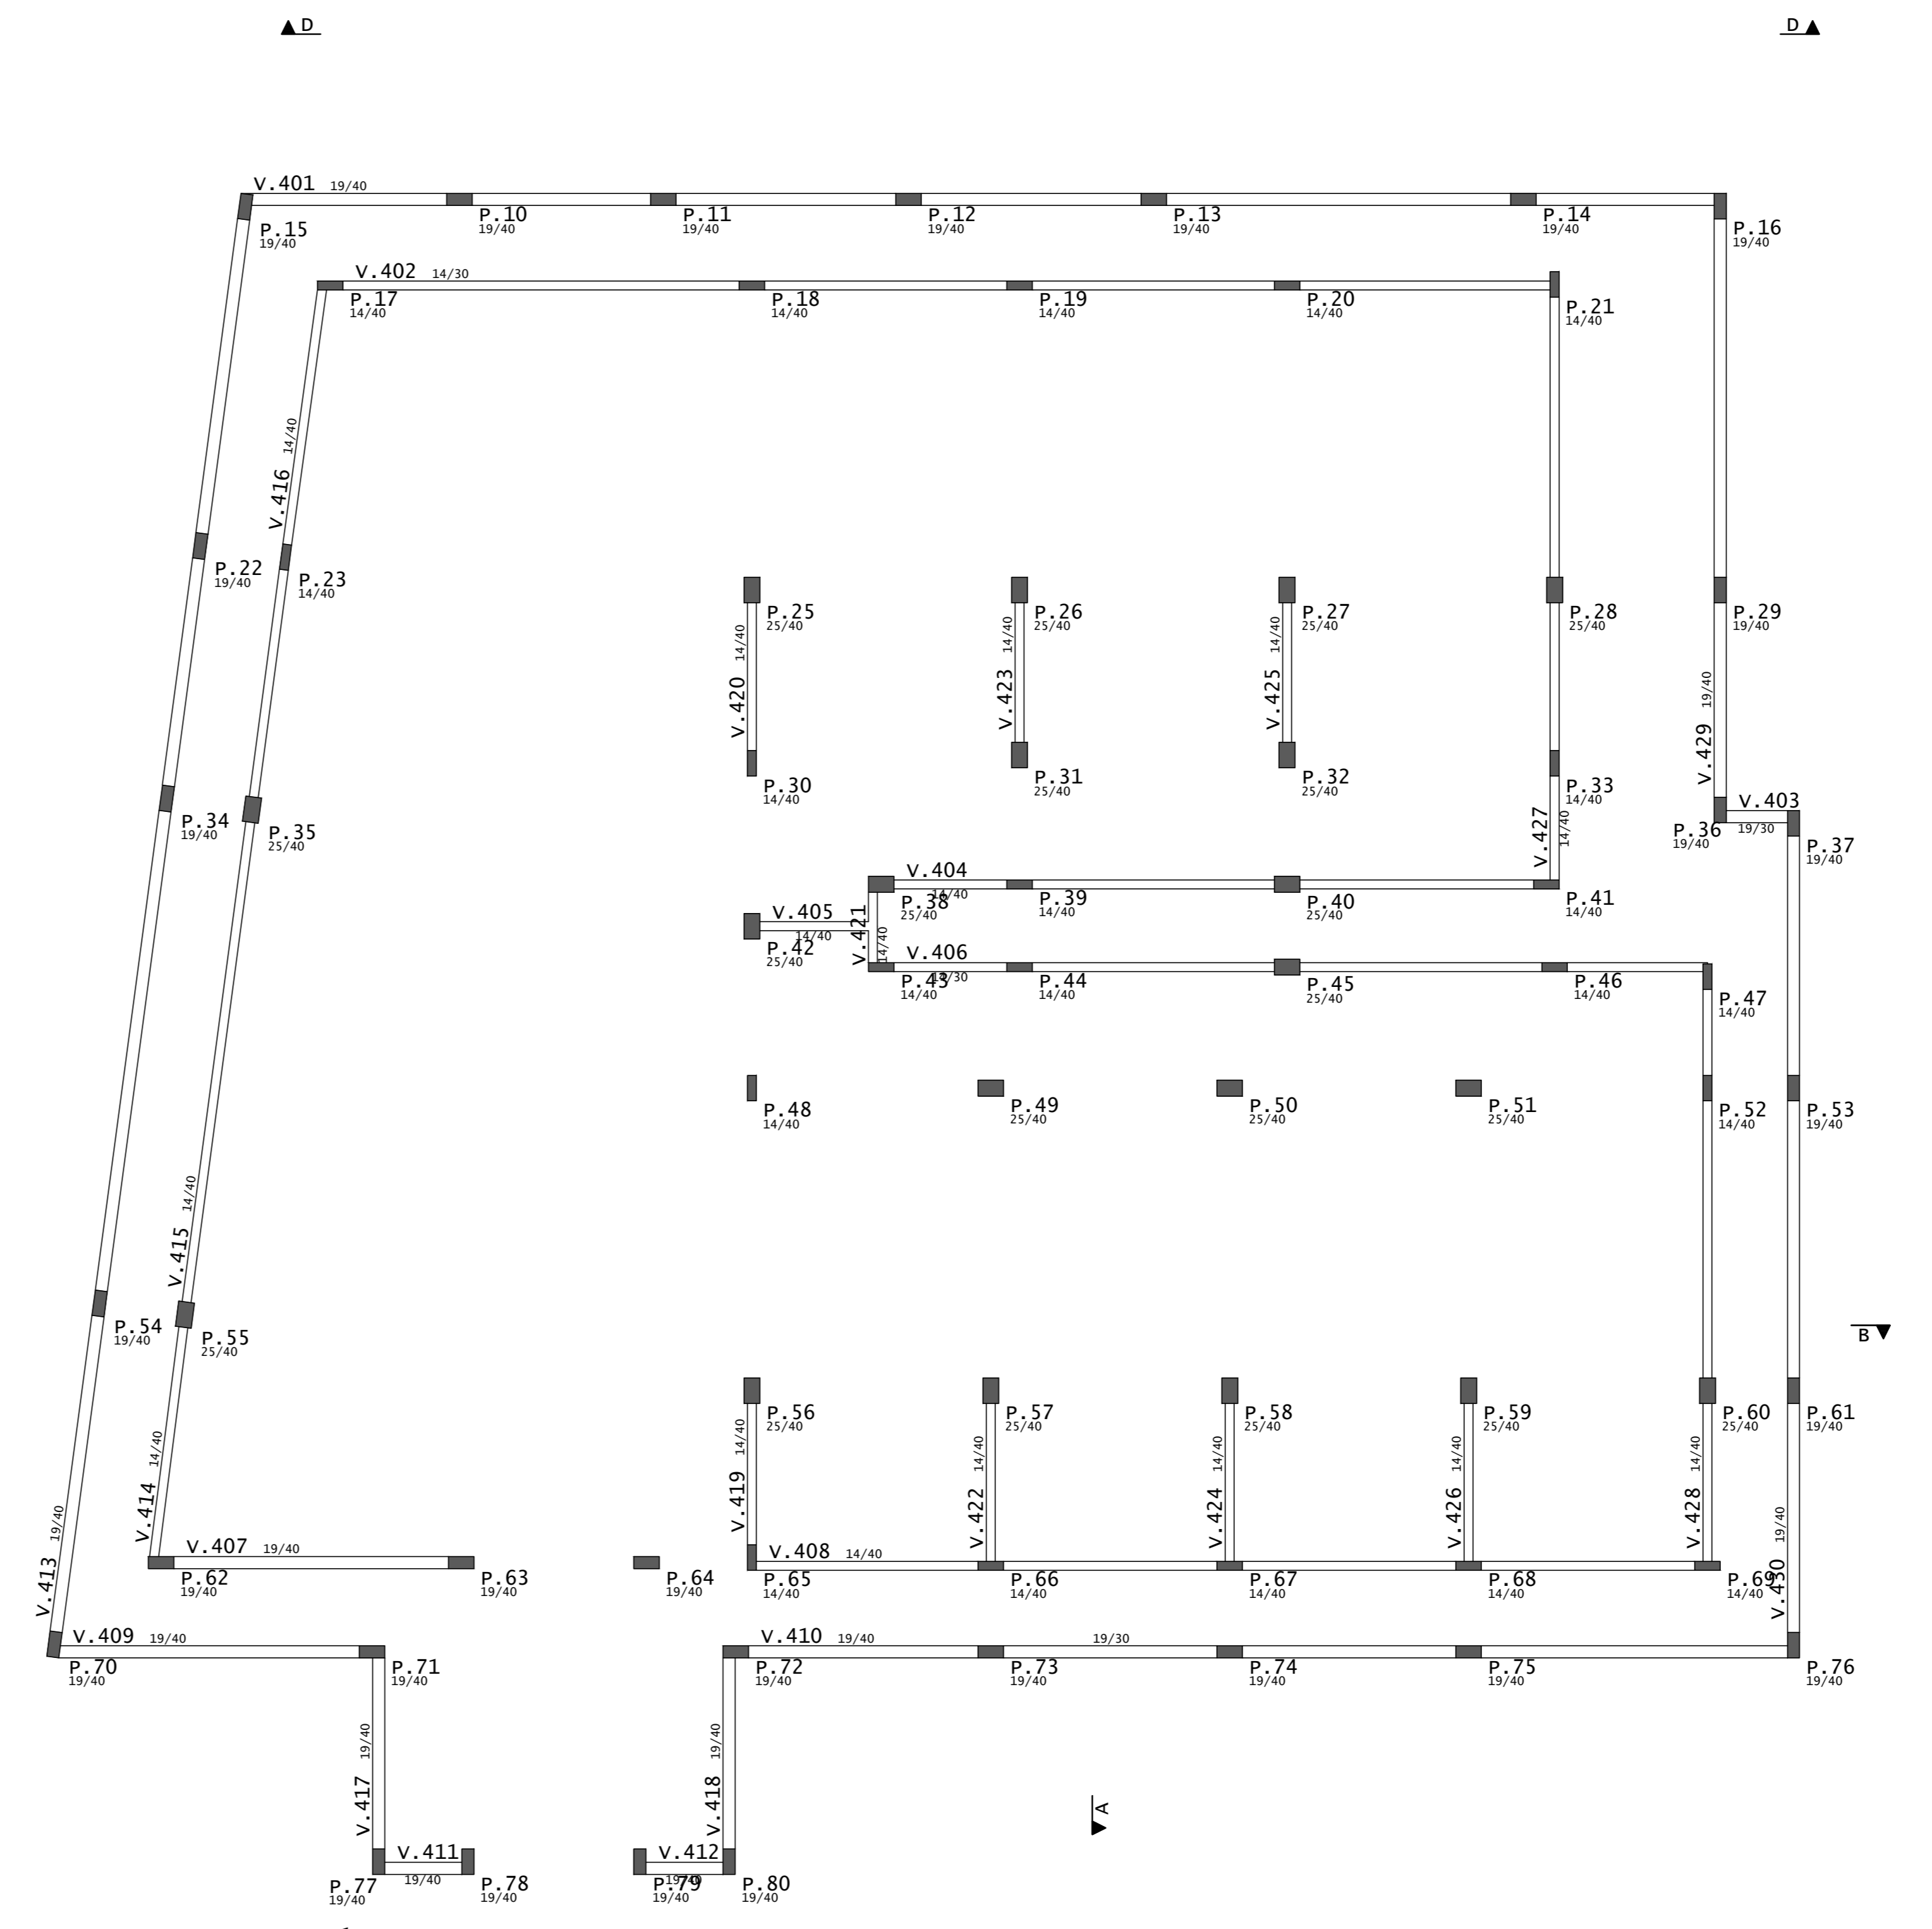 D
D
V.401 19/40
P.10
19/40
P.11
19/40
P.12
19/40
P.13
19/40
P.14
19/40
P.15
19/40
P.16
19/40
V.402 14/30
P.17
14/40
P.18
14/40
P.19
14/40
P.20
14/40
P.21
14/40
V.416 14/40
P.22
19/40
P.23
14/40
P.25
25/40
P.26
25/40
P.27
25/40
P.28
25/40
P.29
19/40
V.420 14/40
V.423 14/40
V.425 14/40
V.429 19/40
P.30
14/40
P.31
25/40
P.32
25/40
P.33
14/40
P.34
19/40
P.35
25/40
V.427 14/40
V.403
19/30
P.36
19/40
P.37
19/40
V.404
14/40
P.38
25/40
P.39
14/40
P.40
25/40
P.41
14/40
V.405
14/40
P.42
25/40
V.421 14/40
V.406
14/30
P.43
14/40
P.44
14/40
P.45
25/40
P.46
14/40
P.47
14/40
P.48
14/40
P.49
25/40
P.50
25/40
P.51
25/40
P.52
14/40
P.53
19/40
V.415 14/40
P.54
19/40
P.55
25/40
B
P.56
25/40
P.57
25/40
P.58
25/40
P.59
25/40
P.60
25/40
P.61
19/40
V.413 19/40
V.414 14/40
V.419 14/40
V.422 14/40
V.424 14/40
V.426 14/40
V.428 14/40
V.430 19/40
V.407 19/40
P.62
19/40
P.63
19/40
P.64
19/40
V.408 14/40
P.65
14/40
P.66
14/40
P.67
14/40
P.68
14/40
P.69
14/40
V.409 19/40
P.70
19/40
P.71
19/40
V.410 19/40 19/30
P.72
19/40
P.73
19/40
P.74
19/40
P.75
19/40
P.76
19/40
V.417 19/40
V.418 19/40
A
V.411
19/40
P.77
19/40
P.78
19/40
V.412
19/40
P.79
19/40
P.80
19/40